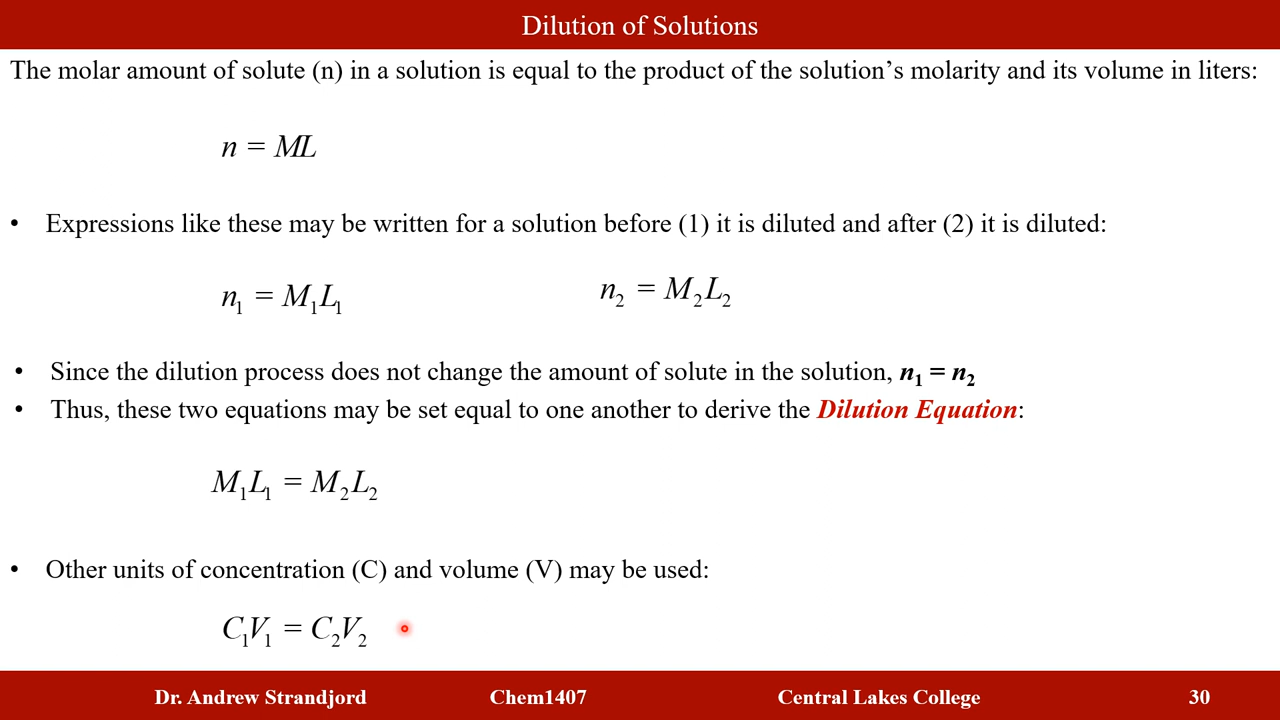 Dilution of Solutions
The molar amount of solute (n) in a solution is equal to the product of the solution’s molarity and its volume in liters:
n = ML
• Expressions like these may be written for a solution before (1) it is diluted and after (2) it is diluted:
n₁ = M₁L₁ n₂ = M₂L₂
• Since the dilution process does not change the amount of solute in the solution, n₁ = n₂
• Thus, these two equations may be set equal to one another to derive the Dilution Equation:
M₁L₁ = M₂L₂
• Other units of concentration (C) and volume (V) may be used:
C₁V₁ = C₂V₂
Dr. Andrew Strandjord Chem1407 Central Lakes College 30